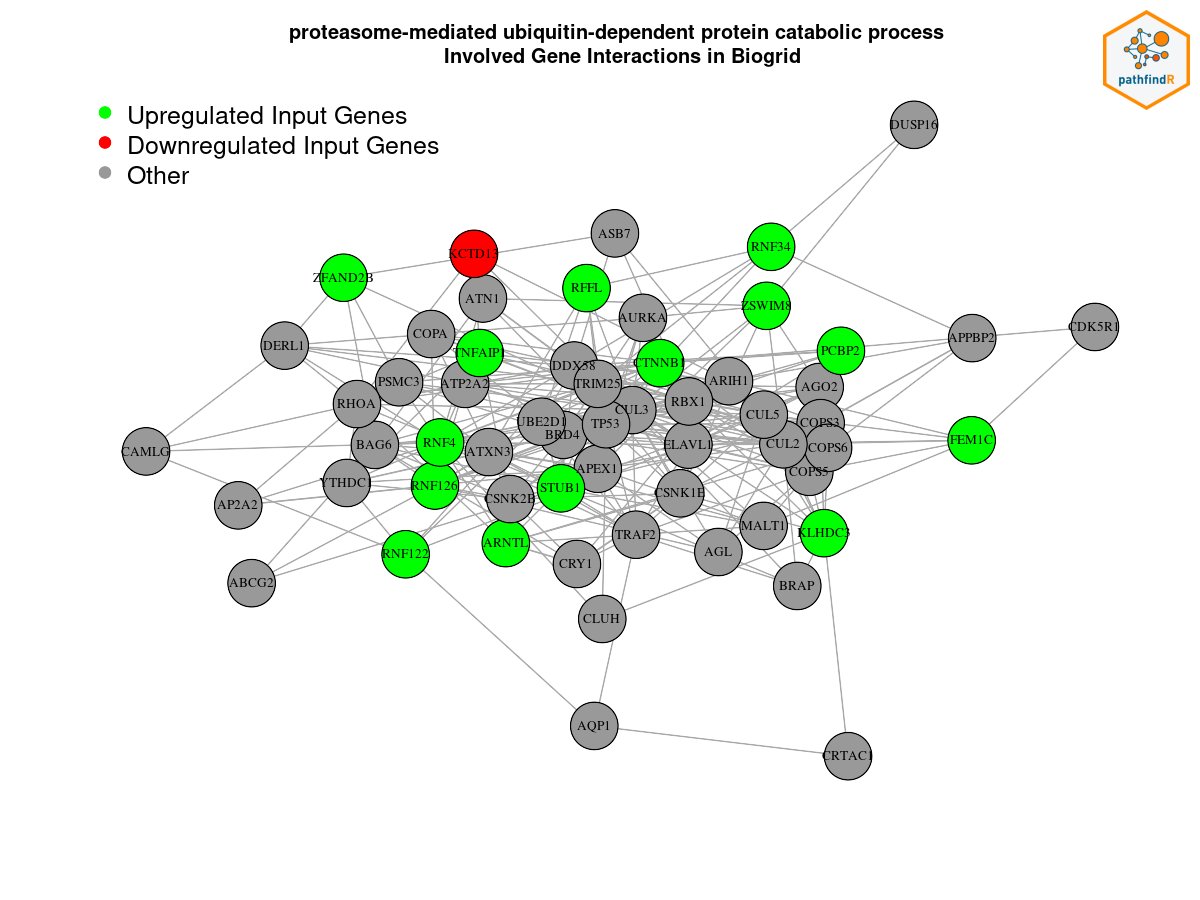 proteasome-mediated ubiquitin-dependent protein catabolic process
Involved Gene Interactions in Biogrid
pathfindR
Upregulated Input Genes
Downregulated Input Genes
Other
DUSP16
ASB7
RNF34
KCTD13
ZFAND2B
RFFL
ATN1
ZSWIM8
AURKA
CDK5R1
COPA
APPBP2
DERL1
TNFAIP1
PCBP2
CTNNB1
DDX58
PSMC3
ATP2A2
TRIM25
ARIH1
AGO2
RHOA
RBX1
CUL3
CUL5
UBE2D1
TP53
COPS3
BRD4
RNF4
BAG6
ELAVL1
CUL2
COPS6
FEM1C
CAMLG
ATXN3
APEX1
COPS5
YTHDC1
RNF126
STUB1
CSNK2B
CSNK1E
AP2A2
MALT1
KLHDC3
TRAF2
ARNTL
RNF122
AGL
CRY1
ABCG2
BRAP
CLUH
AQP1
CRTAC1